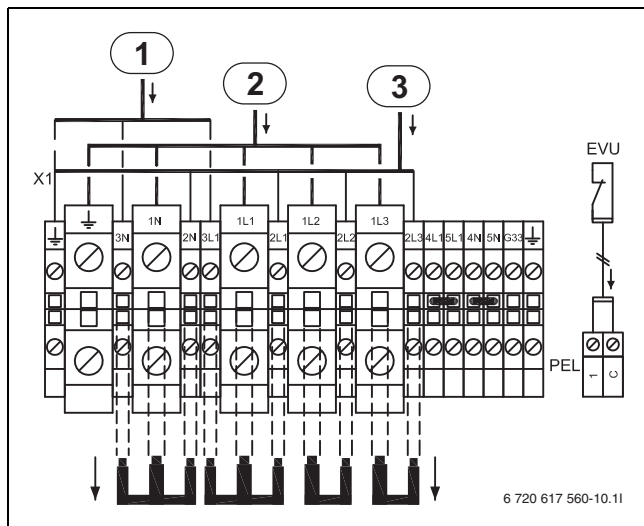 1
2
3
EVU
X1
3N 1N 2N 3L1 1L1 2L1 1L2 2L2 1L3 2L3 4L1 5L1 4N 5N G33
PEL 1 C
6 720 617 560-10.1I